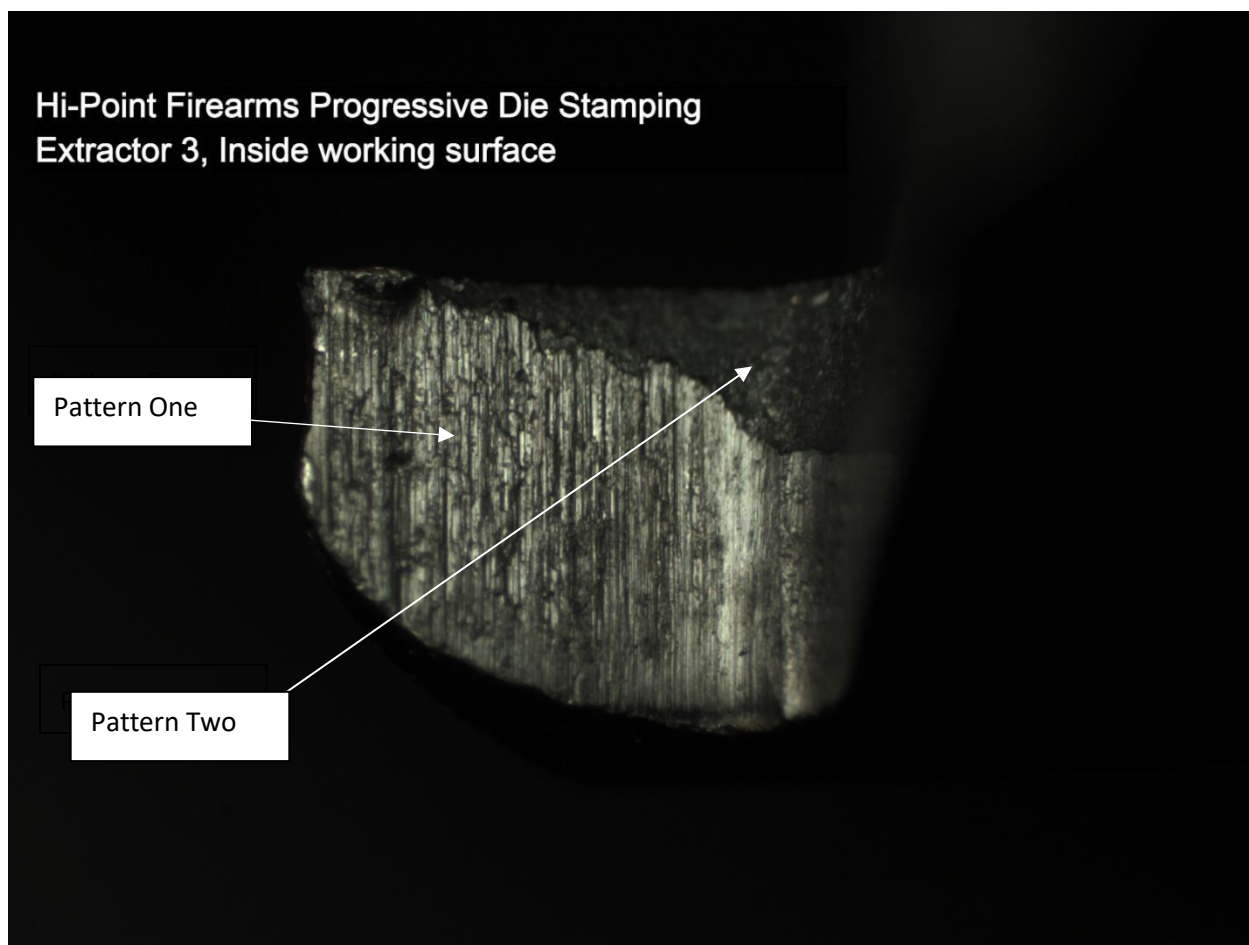 Hi-Point Firearms Progressive Die Stamping
Extractor 3, Inside working surface
Pattern One
Pattern Two